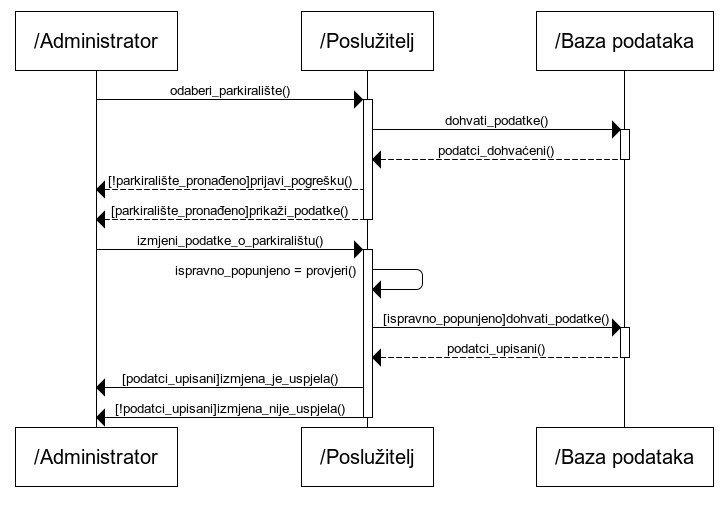 /Administrator
/Poslužitelj
/Baza podataka
odaberi_parkiralište()
dohvati_podatke()
podatci_dohvaćeni()
[!parkiralište_pronađeno]prijavi_pogrešku()
[parkiralište_pronađeno]prikaži_podatke()
izmjeni_podatke_o_parkiralištu()
ispravno_popunjeno = provjeri()
[ispravno_popunjeno]dohvati_podatke()
podatci_upisani()
[podatci_upisani]izmjena_je_uspjela()
[!podatci_upisani]izmjena_nije_uspjela()
/Administrator
/Poslužitelj
/Baza podataka